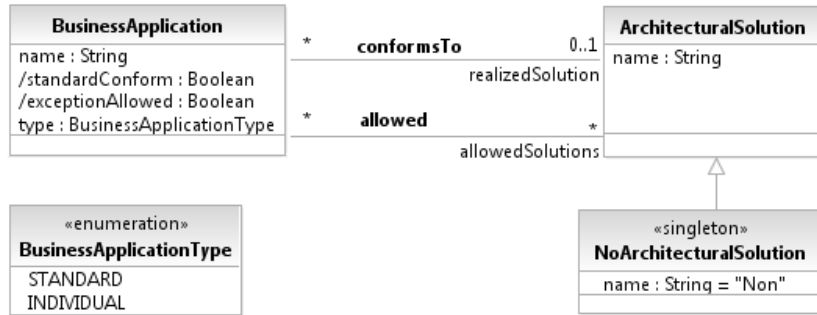 BusinessApplication
name : String
/standardConform : Boolean
/exceptionAllowed : Boolean
type : BusinessApplicationType
* conformsTo 0..1
realizedSolution
* allowed *
allowedSolutions
ArchitecturalSolution
name : String
«enumeration»
BusinessApplicationType
STANDARD
INDIVIDUAL
«singleton»
NoArchitecturalSolution
name : String = "Non"